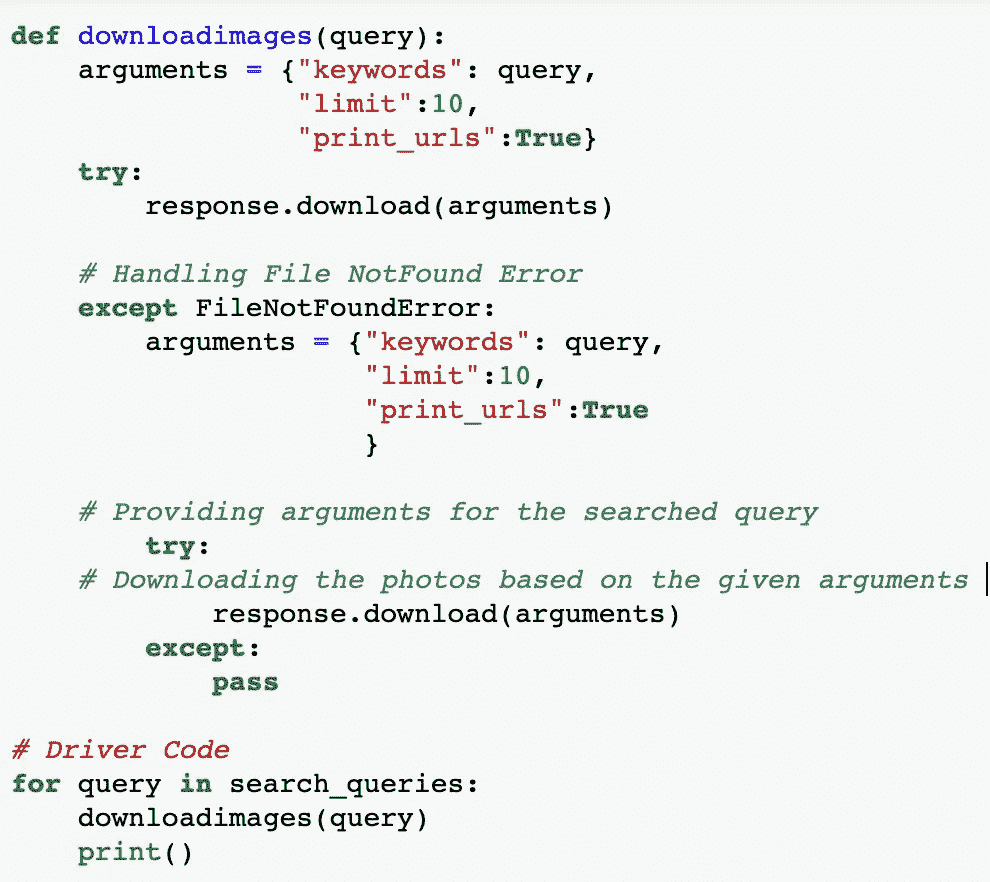 def downloadimages(query):
    arguments = {"keywords": query,
                 "limit":10,
                 "print_urls":True}
    try:
        response.download(arguments)

    # Handling File NotFound Error
    except FileNotFoundError:
        arguments = {"keywords": query,
                     "limit":10,
                     "print_urls":True
                     }

    # Providing arguments for the searched query
        try:
    # Downloading the photos based on the given arguments
            response.download(arguments)
        except:
            pass

# Driver Code
for query in search_queries:
    downloadimages(query)
    print()